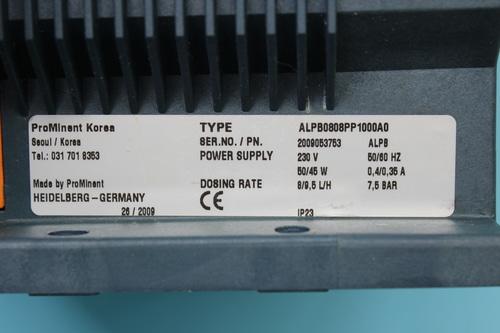 ProMinent Korea
Seoul / Korea
Tel.: 031 701 8353
Made by ProMinent
HEIDELBERG - GERMANY
26 / 2009
TYPE ALPB0808PP1000A0
SER.NO. / PN. 2009053753 ALPB
POWER SUPPLY 230 V 50/60 HZ
50/45 W 0,4/0,35 A
DOSING RATE 8/9,5 L/H 7,5 BAR
CE
IP23